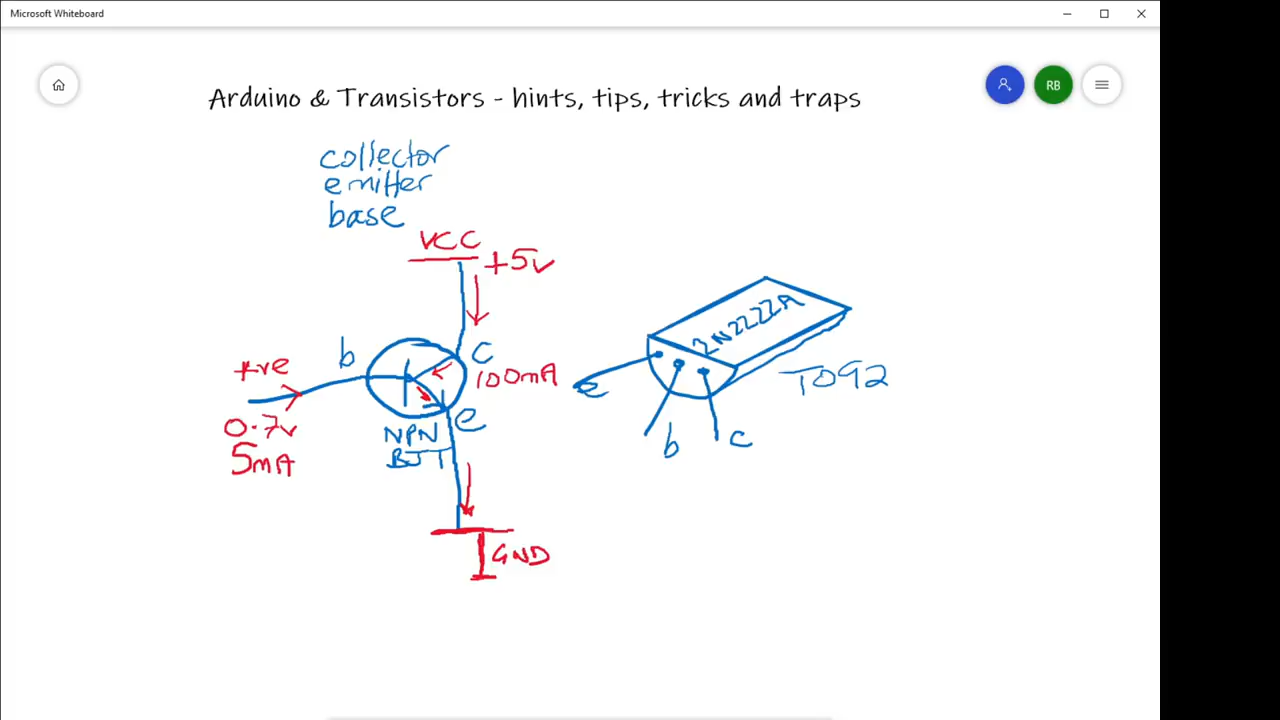 Microsoft Whiteboard
RB
Arduino & Transistors - hints, tips, tricks and traps
collector
emitter
base
VCC
+5v
2N2222A
b
c
+ve
100mA
e
TO92
0.7v
e
NPN
b
c
5mA
BJT
GND